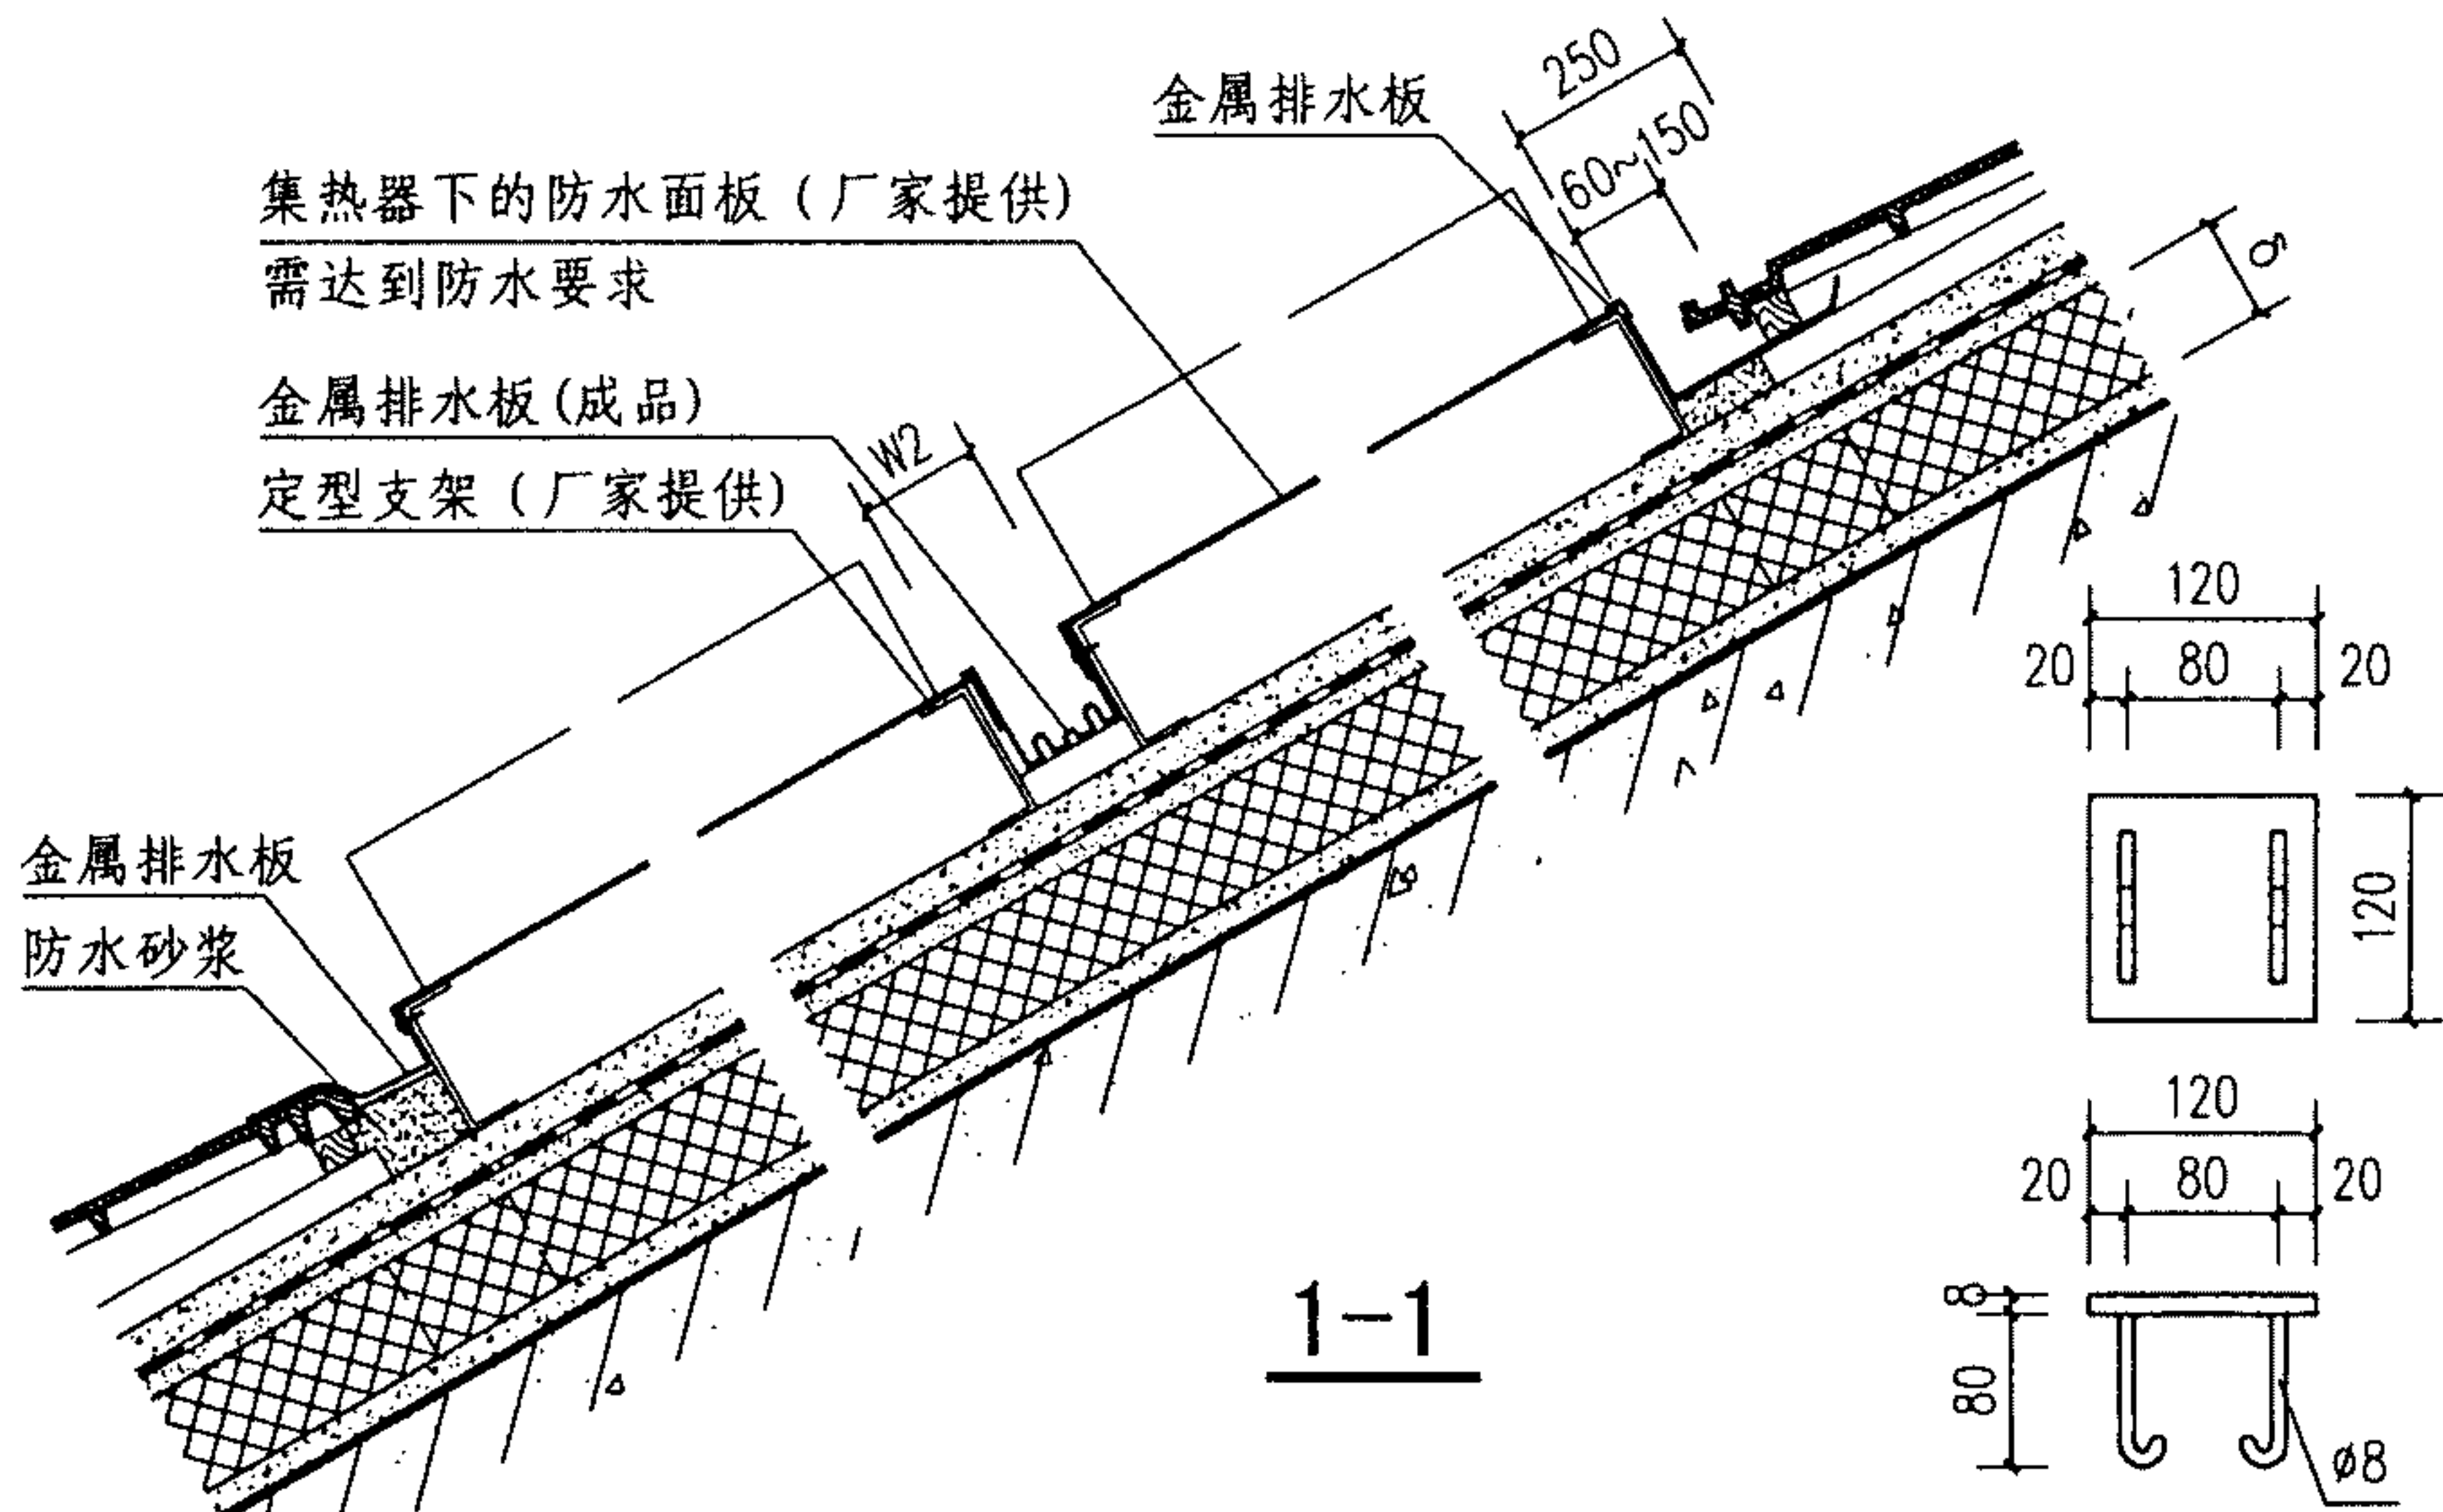 250
金属排水板
60~150
集热器下的防水面板(厂家提供)
需达到防水要求
δ
金属排水板(成品)
W2
定型支架(厂家提供)
120
20 80 20
金属排水板
120
防水砂浆
120
20 80 20
8
1-1
80
ø8